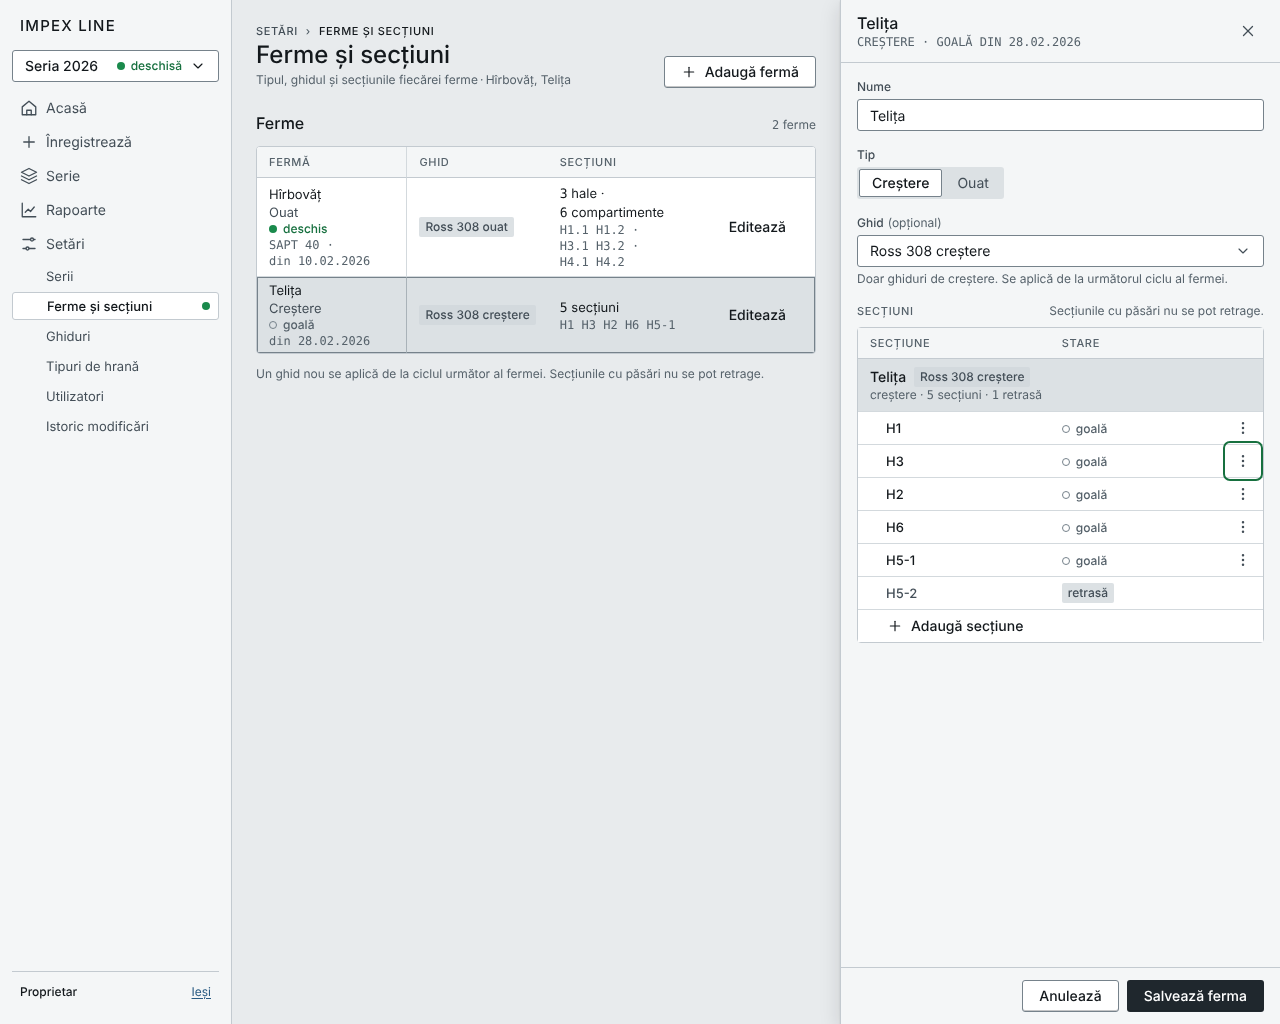 IMPEX LINE
Seria 2026 deschisă
Acasă
Înregistrează
Serie
Rapoarte
Setări
Serii
Ferme și secțiuni
Ghiduri
Tipuri de hrană
Utilizatori
Istoric modificări
Proprietar Ieși
SETĂRI › FERME ȘI SECȚIUNI
Ferme și secțiuni
Tipul, ghidul și secțiunile fiecărei ferme · Hîrbovăț, Telița
+ Adaugă fermă
Ferme 2 ferme
FERMĂ GHID SECȚIUNI
Hîrbovăț
Ouat
deschis
SAPT 40 ·
din 10.02.2026
Ross 308 ouat
3 hale ·
6 compartimente
H1.1 H1.2 ·
H3.1 H3.2 ·
H4.1 H4.2
Editează
Telița
Creștere
goală
din 28.02.2026
Ross 308 creștere
5 secțiuni
H1 H3 H2 H6 H5-1
Editează
Un ghid nou se aplică de la ciclul următor al fermei. Secțiunile cu păsări nu se pot retrage.
Telița
CREȘTERE · GOALĂ DIN 28.02.2026
Nume
Telița
Tip
Creștere Ouat
Ghid (opțional)
Ross 308 creștere
Doar ghiduri de creștere. Se aplică de la următorul ciclu al fermei.
SECȚIUNI Secțiunile cu păsări nu se pot retrage.
SECȚIUNE STARE
Telița Ross 308 creștere
creștere · 5 secțiuni · 1 retrasă
H1 goală
H3 goală
H2 goală
H6 goală
H5-1 goală
H5-2 retrasă
+ Adaugă secțiune
Anulează Salvează ferma